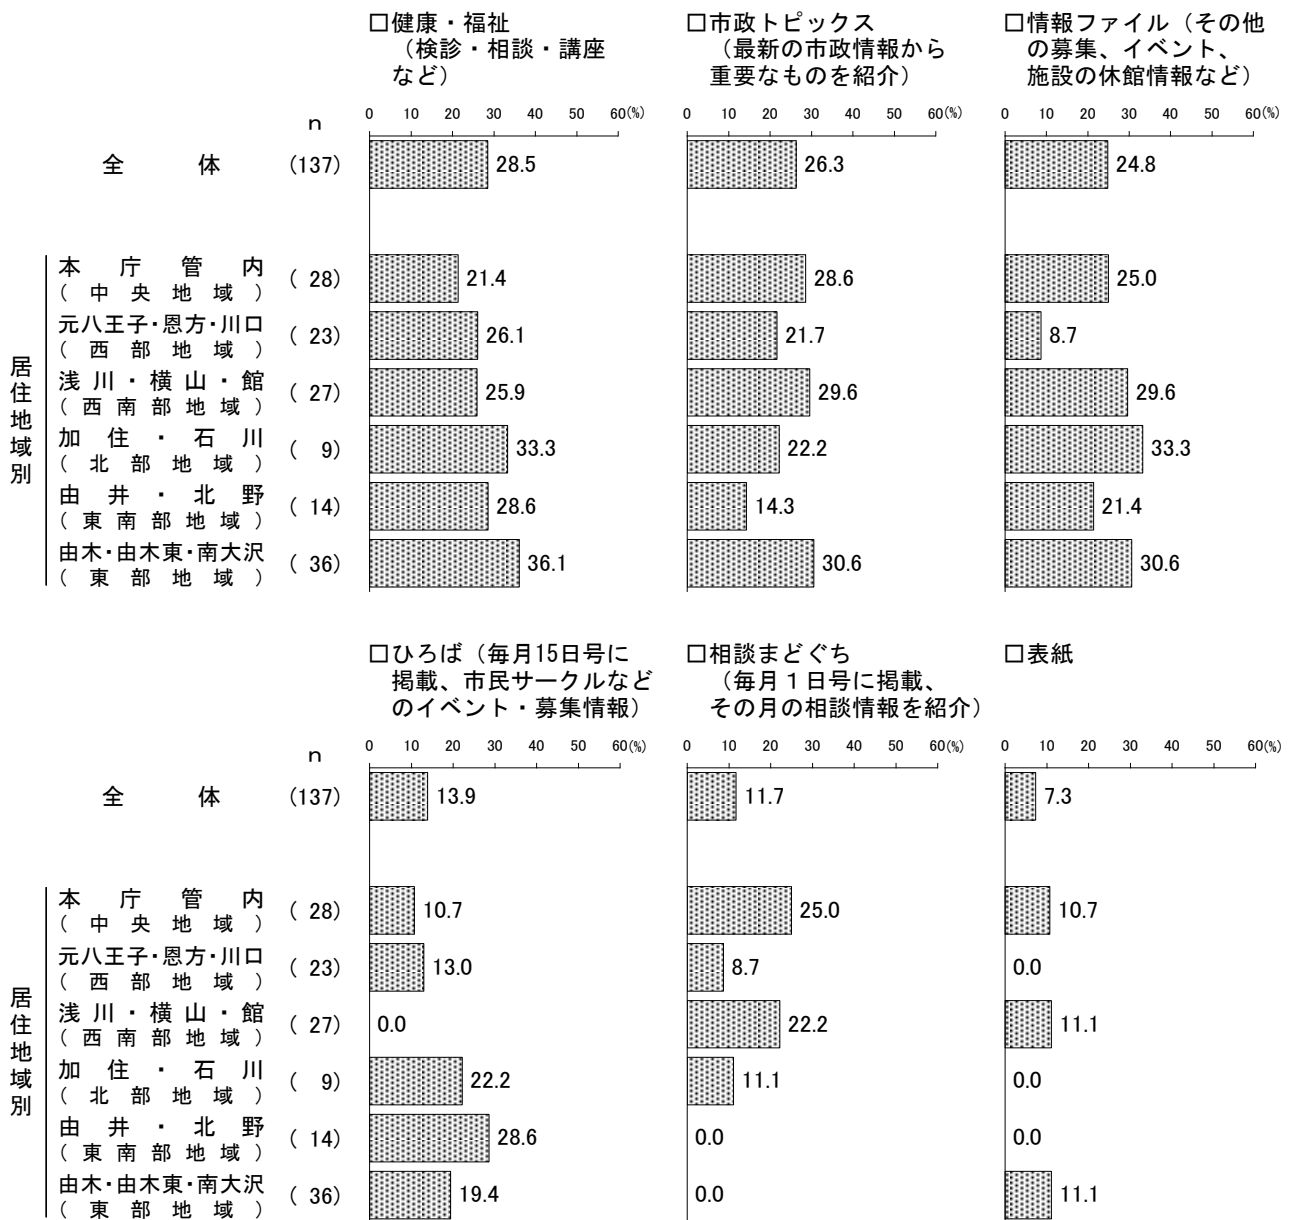 □健康・福祉
（検診・相談・講座
など）
□市政トピックス
（最新の市政情報から
重要なものを紹介）
□情報ファイル（その他
の募集、イベント、
施設の休館情報など）
n
0 10 20 30 40 50 60(%)
0 10 20 30 40 50 60(%)
0 10 20 30 40 50 60(%)
全体 (137) 28.5 26.3 24.8
居住地域別
本庁管内
（中央地域）
( 28) 21.4 28.6 25.0
元八王子・恩方・川口
（西部地域）
( 23) 26.1 21.7 8.7
浅川・横山・館
（西南部地域）
( 27) 25.9 29.6 29.6
加住・石川
（北部地域）
( 9) 33.3 22.2 33.3
由井・北野
（東南部地域）
( 14) 28.6 14.3 21.4
由木・由木東・南大沢
（東部地域）
( 36) 36.1 30.6 30.6
□ひろば（毎月15日号に
掲載、市民サークルなど
のイベント・募集情報）
□相談まどぐち
（毎月１日号に掲載、
その月の相談情報を紹介）
□表紙
n
0 10 20 30 40 50 60(%)
0 10 20 30 40 50 60(%)
0 10 20 30 40 50 60(%)
全体 (137) 13.9 11.7 7.3
居住地域別
本庁管内
（中央地域）
( 28) 10.7 25.0 10.7
元八王子・恩方・川口
（西部地域）
( 23) 13.0 8.7 0.0
浅川・横山・館
（西南部地域）
( 27) 0.0 22.2 11.1
加住・石川
（北部地域）
( 9) 22.2 11.1 0.0
由井・北野
（東南部地域）
( 14) 28.6 0.0 0.0
由木・由木東・南大沢
（東部地域）
( 36) 19.4 0.0 11.1